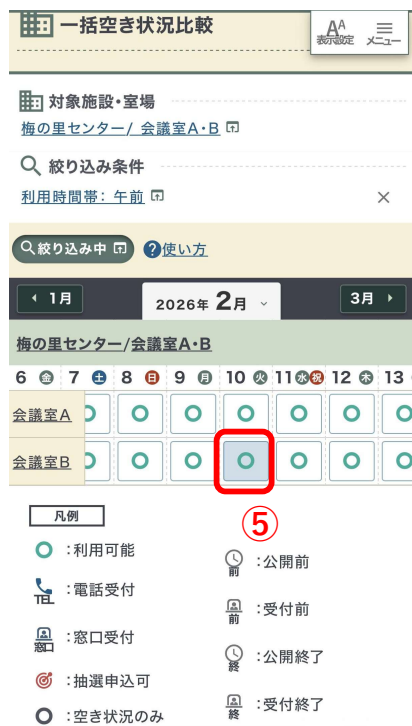 一括空き状況比較
AA
表示設定 メニュー
対象施設・室場
梅の里センター/ 会議室A・B
絞り込み条件
利用時間帯: 午前
絞り込み中 ?使い方
1月 2026年 2月 3月
梅の里センター/会議室A・B
6 金 7 土 8 日 9 月 10 火 11 水 祝 12 木 13
会議室A
会議室B
⑤
凡例
:利用可能
TEL :電話受付
窓口 :窓口受付
:抽選申込可
:空き状況のみ
前 :公開前
前 :受付前
終 :公開終了
終 :受付終了